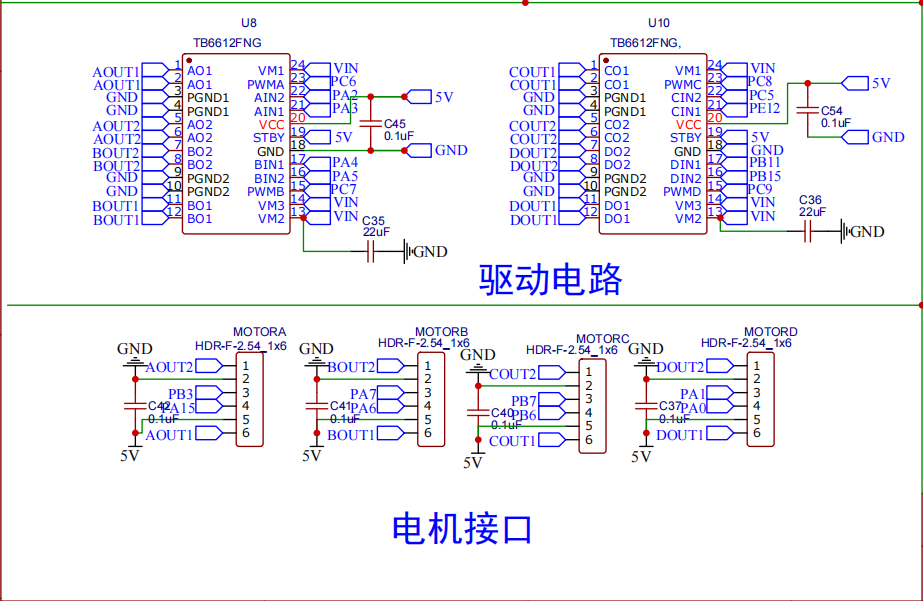 U8
TB6612FNG
AOUT1 1 AO1 VM1 24 VIN
AOUT1 2 AO1 PWMA 23 PC6
GND 3 PGND1 AIN2 22 PA2
GND 4 PGND1 AIN1 21 PA3
AOUT2 5 AO2 VCC 20 5V
AOUT2 6 AO2 STBY 19 5V
BOUT2 7 BO2 GND 18 GND
BOUT2 8 BO2 BIN1 17 PA4
GND 9 PGND2 BIN2 16 PA5
GND 10 PGND2 PWMB 15 PC7
BOUT1 11 BO1 VM3 14 VIN
BOUT1 12 BO1 VM2 13 VIN
C45
0.1uF
C35
22uF
GND
U10
TB6612FNG,
COUT1 1 CO1 VM1 24 VIN
COUT1 2 CO1 PWMC 23 PC8
GND 3 PGND1 CIN2 22 PC5
GND 4 PGND1 CIN1 21 PE12
COUT2 5 CO2 VCC 20 5V
COUT2 6 CO2 STBY 19 5V
DOUT2 7 DO2 GND 18 GND
DOUT2 8 DO2 DIN1 17 PB11
GND 9 PGND2 DIN2 16 PB15
GND 10 PGND2 PWMD 15 PC9
DOUT1 11 DO1 VM3 14 VIN
DOUT1 12 DO1 VM2 13 VIN
C54
0.1uF
GND
C36
22uF
GND
驱动电路
MOTORA
HDR-F-2.54_1x6
GND
AOUT2 1
2
PB3 3
C42 PA15 4
0.1uF 5
AOUT1 6
5V
MOTORB
HDR-F-2.54_1x6
GND
BOUT2 1
2
PA7 3
C41 PA6 4
0.1uF 5
BOUT1 6
5V
MOTORC
HDR-F-2.54_1x6
GND
COUT2 1
2
PB7 3
C40 PB6 4
0.1uF 5
COUT1 6
5V
MOTORD
HDR-F-2.54_1x6
GND
DOUT2 1
2
PA1 3
C37 PA0 4
0.1uF 5
DOUT1 6
5V
电机接口